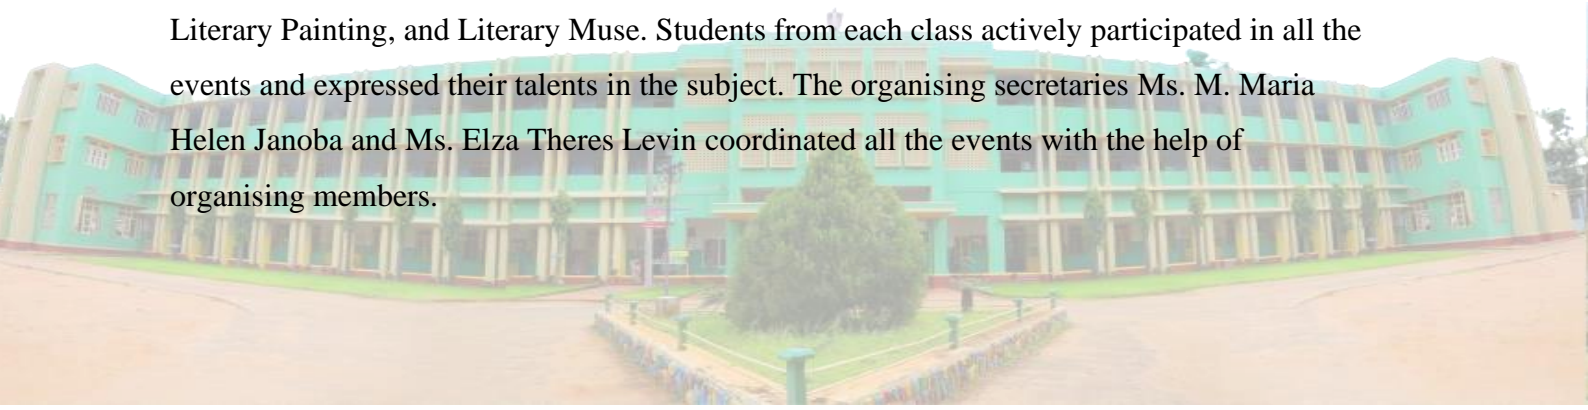 Literary Painting, and Literary Muse. Students from each class actively participated in all the
events and expressed their talents in the subject. The organising secretaries Ms. M. Maria
Helen Janoba and Ms. Elza Theres Levin coordinated all the events with the help of
organising members.